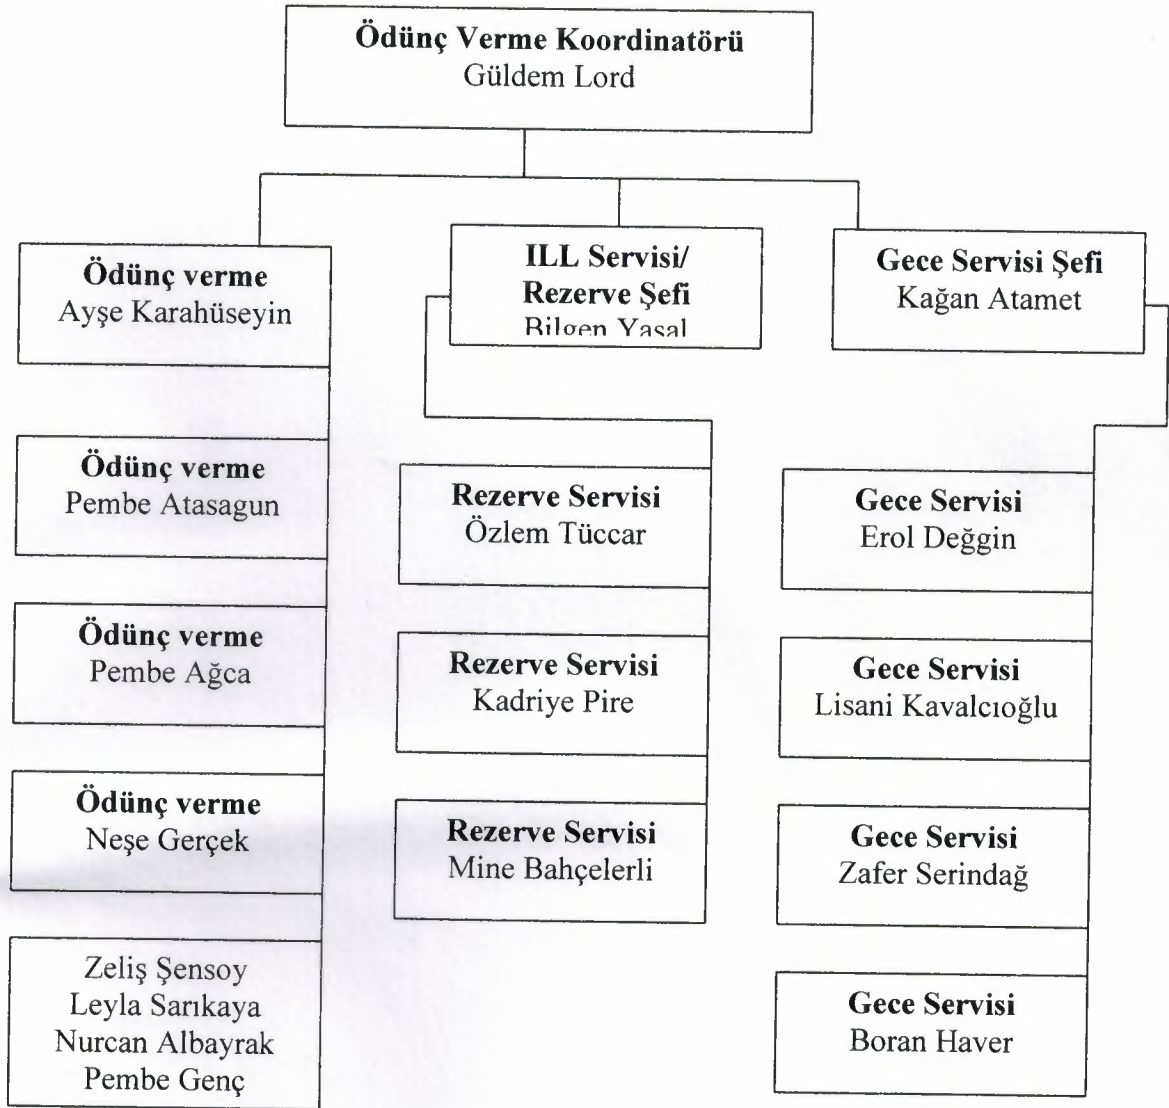 Ödünç Verme Koordinatörü
Güldem Lord
Ödünç verme
Ayşe Karahüseyin
Ödünç verme
Pembe Atasagun
Ödünç verme
Pembe Ağca
Ödünç verme
Neşe Gerçek
Zeliş Şensoy
Leyla Sarıkaya
Nurcan Albayrak
Pembe Genç
ILL Servisi/
Rezerve Şefi
Bilgen Yasal
Rezerve Servisi
Özlem Tüccar
Rezerve Servisi
Kadriye Pire
Rezerve Servisi
Mine Bahçelerli
Gece Servisi Şefi
Kağan Atamet
Gece Servisi
Erol Değgin
Gece Servisi
Lisani Kavalcıoğlu
Gece Servisi
Zafer Serindağ
Gece Servisi
Boran Haver